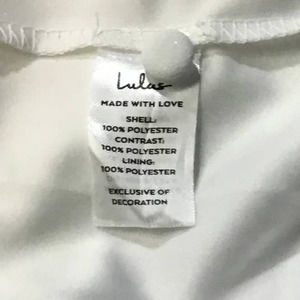 Lulus
MADE WITH LOVE
SHELL:
100% POLYESTER
CONTRAST:
100% POLYESTER
LINING:
100% POLYESTER
EXCLUSIVE OF
DECORATION